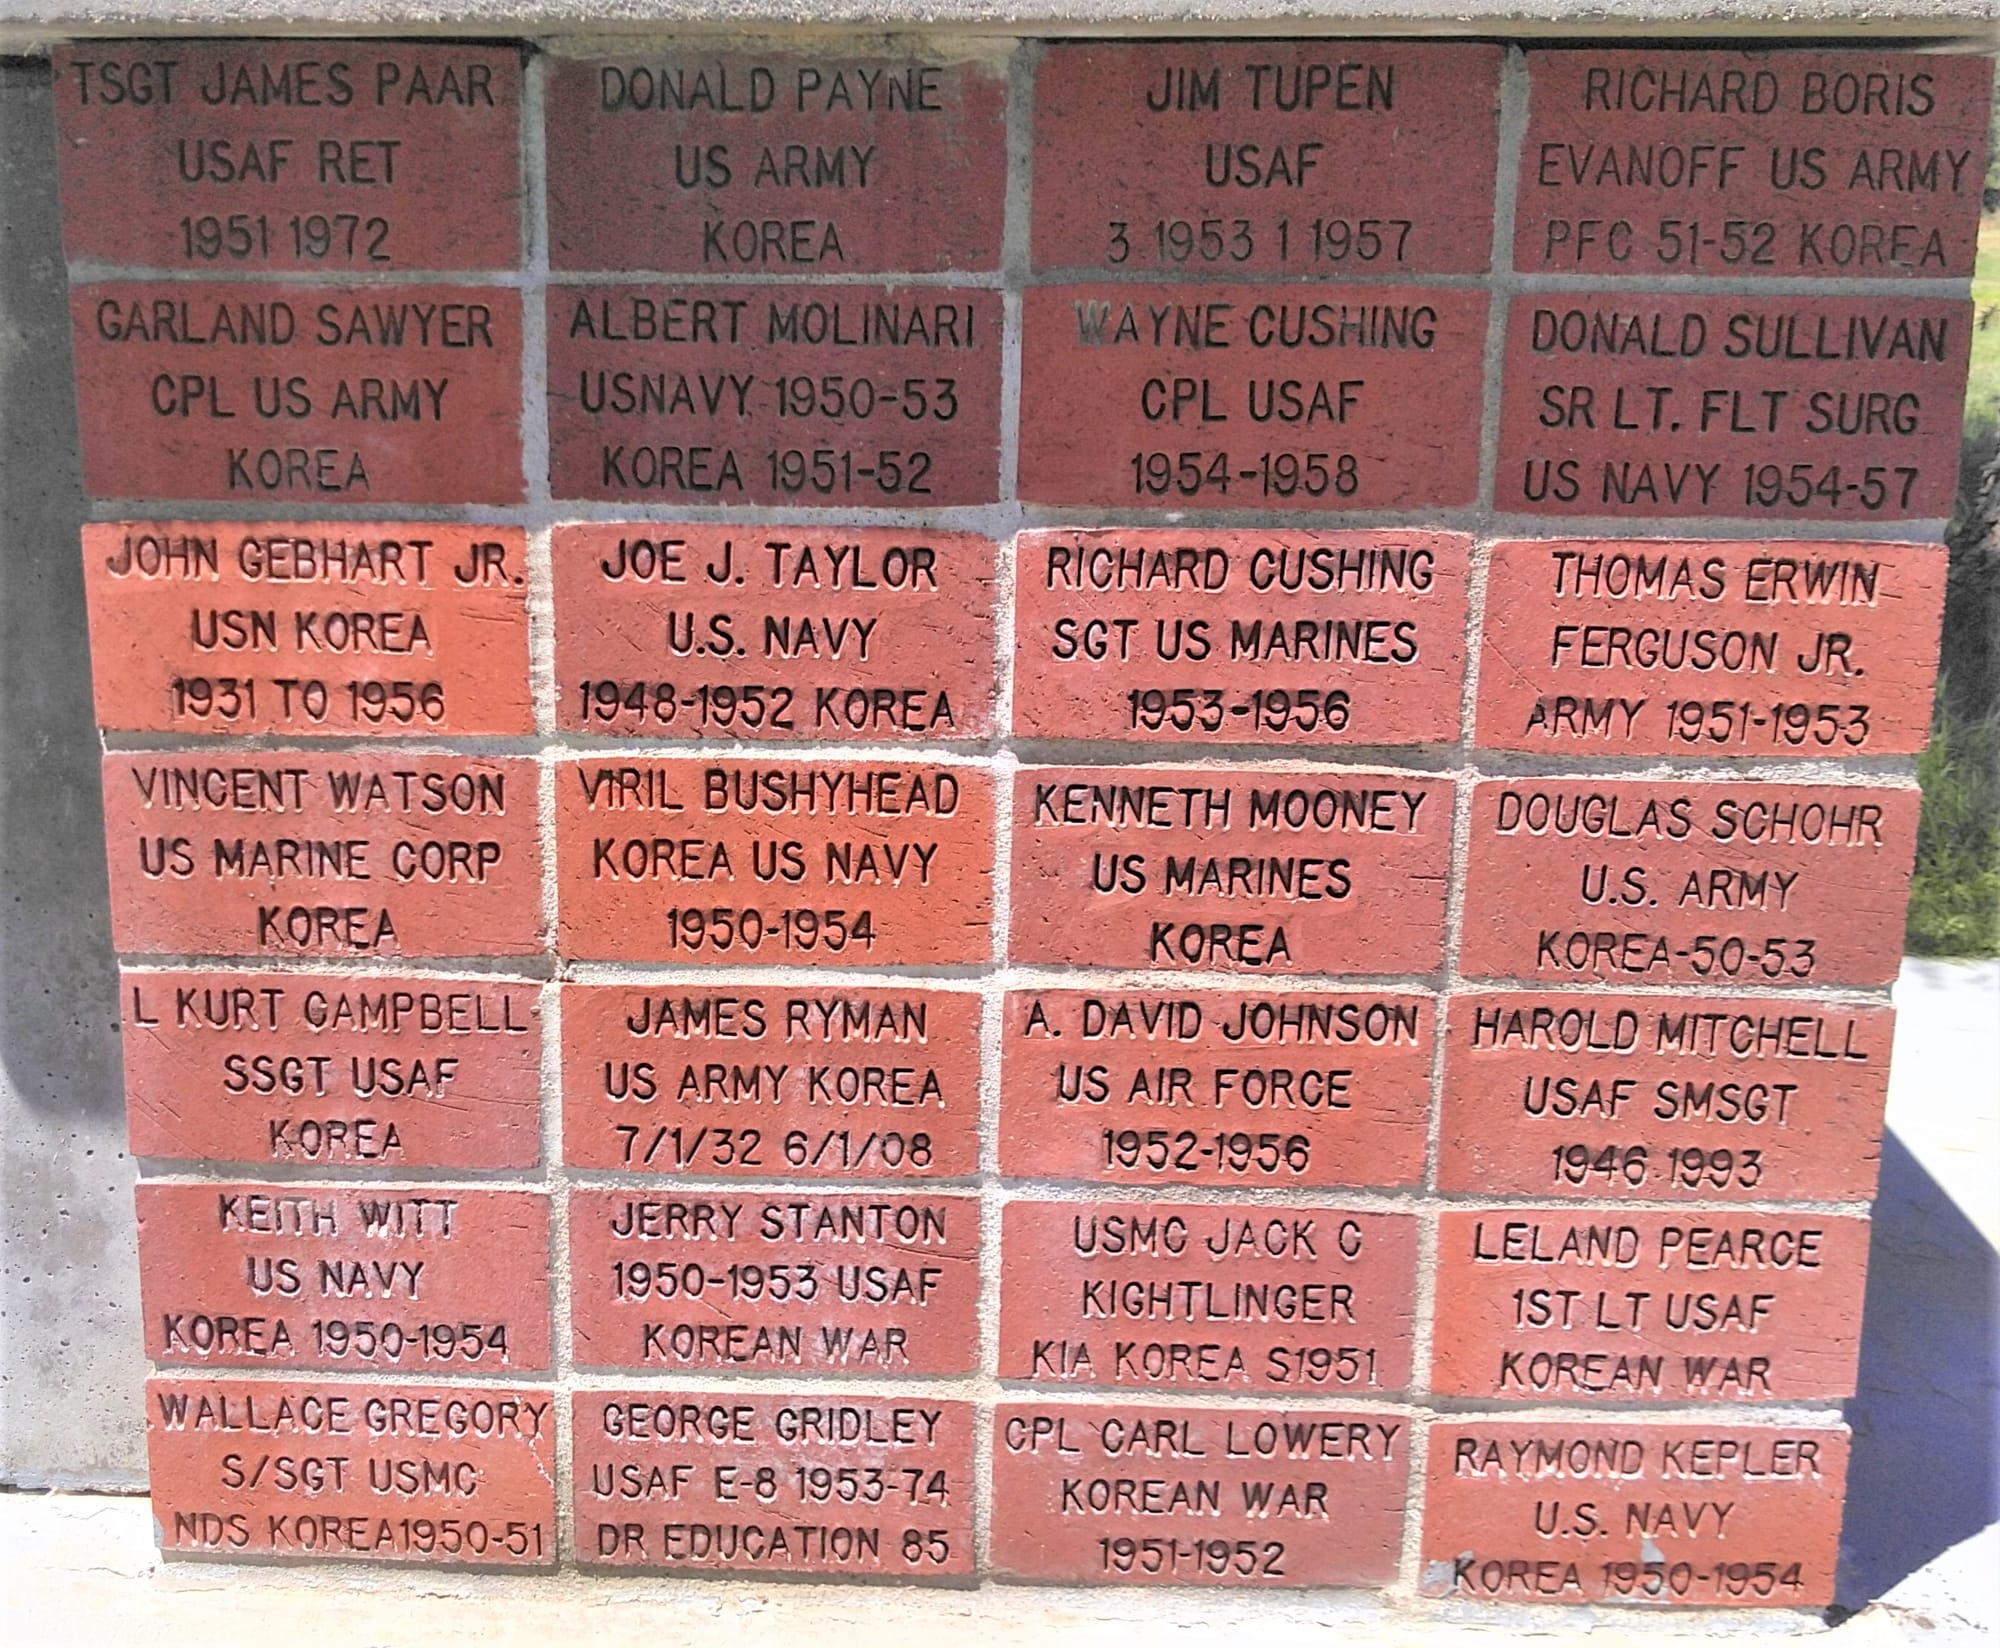 TSGT JAMES PAAR
USAF RET
1951 1972
DONALD PAYNE
US ARMY
KOREA
JIM TUPEN
USAF
3 1953 1 1957
RICHARD BORIS
EVANOFF US ARMY
PFC 51-52 KOREA
GARLAND SAWYER
CPL US ARMY
KOREA
ALBERT MOLINARI
USNAVY 1950-53
KOREA 1951-52
WAYNE CUSHING
CPL USAF
1954-1958
DONALD SULLIVAN
SR LT. FLT SURG
US NAVY 1954-57
JOHN GEBHART JR.
USN KOREA
1931 TO 1956
JOE J. TAYLOR
U.S. NAVY
1948-1952 KOREA
RICHARD CUSHING
SGT US MARINES
1953-1956
THOMAS ERWIN
FERGUSON JR.
ARMY 1951-1953
VINCENT WATSON
US MARINE CORP
KOREA
VIRIL BUSHYHEAD
KOREA US NAVY
1950-1954
KENNETH MOONEY
US MARINES
KOREA
DOUGLAS SCHOHR
U.S. ARMY
KOREA-50-53
L KURT CAMPBELL
SSGT USAF
KOREA
JAMES RYMAN
US ARMY KOREA
7/1/32 6/1/08
A. DAVID JOHNSON
US AIR FORCE
1952-1956
HAROLD MITCHELL
USAF SMSGT
1946 1993
KEITH WITT
US NAVY
KOREA 1950-1954
JERRY STANTON
1950-1953 USAF
KOREAN WAR
USMC JACK C
KIGHTLINGER
KIA KOREA S1951
LELAND PEARCE
1ST LT USAF
KOREAN WAR
WALLACE GREGORY
S/SGT USMC
NDS KOREA1950-51
GEORGE GRIDLEY
USAF E-8 1953-74
DR EDUCATION 85
CPL CARL LOWERY
KOREAN WAR
1951-1952
RAYMOND KEPLER
U.S. NAVY
KOREA 1950-1954